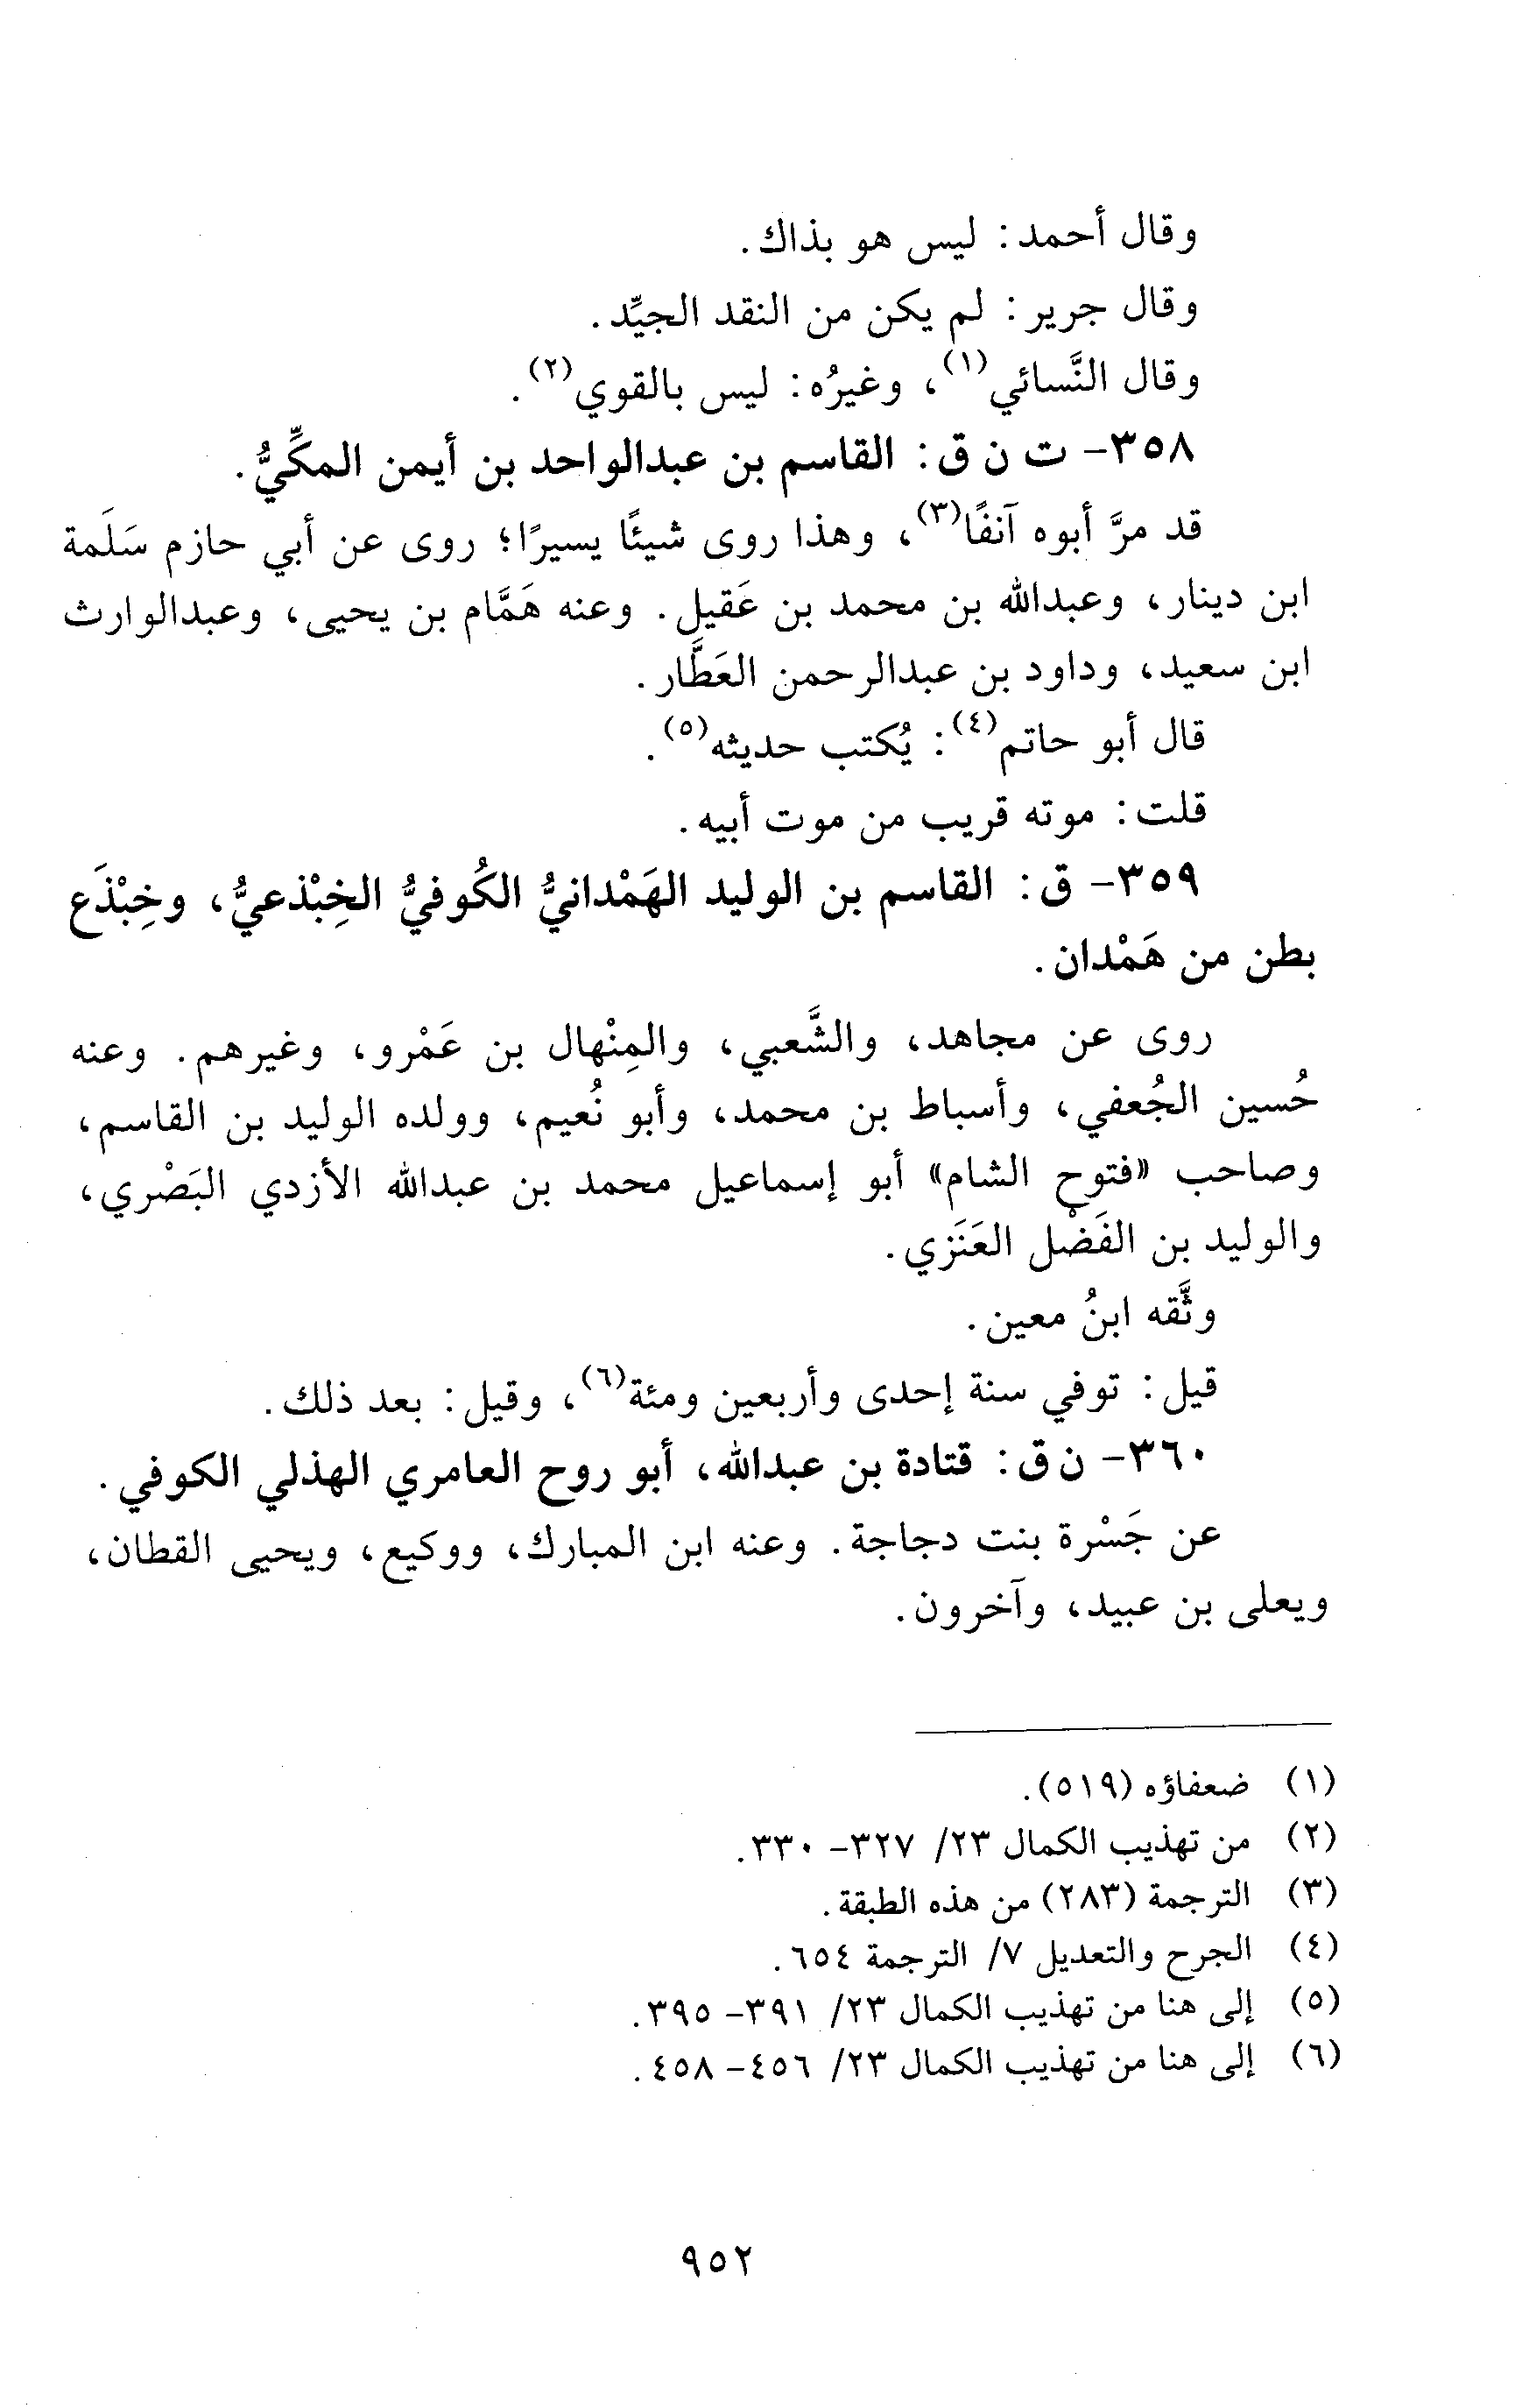 وقال أحمد: ليس هو بذاك.
وقال جرير: لم يكن من النقد الجيِّد.
وقال النَّسائي(١)، وغيرُه: ليس بالقوي(٢).
٣٥٨- ت ن ق: القاسم بن عبدالواحد بن أيمن المكِّيُّ.
قد مرَّ أبوه آنفًا(٣)، وهذا روى شيئًا يسيرًا؛ روى عن أبي حازم سَلَمة
ابن دينار، وعبدالله بن محمد بن عَقيل. وعنه هَمَّام بن يحيى، وعبدالوارث
ابن سعيد، وداود بن عبدالرحمن العَطَّار.
قال أبو حاتم(٤): يُكتب حديثه(٥).
قلت: موته قريب من موت أبيه.
٣٥٩- ق: القاسم بن الوليد الهَمْدانيُّ الكُوفيُّ الخِبْذعيُّ، وخِبْذَع
بطن من هَمْدان.
روى عن مجاهد، والشَّعبي، والمِنْهال بن عَمْرو، وغيرهم. وعنه
حُسين الجُعفي، وأسباط بن محمد، وأبو نُعيم، وولده الوليد بن القاسم،
وصاحب «فتوح الشام» أبو إسماعيل محمد بن عبدالله الأزدي البَصْري،
والوليد بن الفَضْل العَنَزي.
وثَّقه ابنُ معين.
قيل: توفي سنة إحدى وأربعين ومئة(٦)، وقيل: بعد ذلك.
٣٦٠- ن ق: قتادة بن عبدالله، أبو روح العامري الهذلي الكوفي.
عن جَسْرة بنت دجاجة. وعنه ابن المبارك، ووكيع، ويحيى القطان،
ويعلى بن عبيد، وآخرون.
(١) ضعفاؤه (٥١٩).
(٢) من تهذيب الكمال ٢٣/ ٣٢٧- ٣٣٠.
(٣) الترجمة (٢٨٣) من هذه الطبقة.
(٤) الجرح والتعديل ٧/ الترجمة ٦٥٤.
(٥) إلى هنا من تهذيب الكمال ٢٣/ ٣٩١- ٣٩٥.
(٦) إلى هنا من تهذيب الكمال ٢٣/ ٤٥٦- ٤٥٨.
٩٥٢